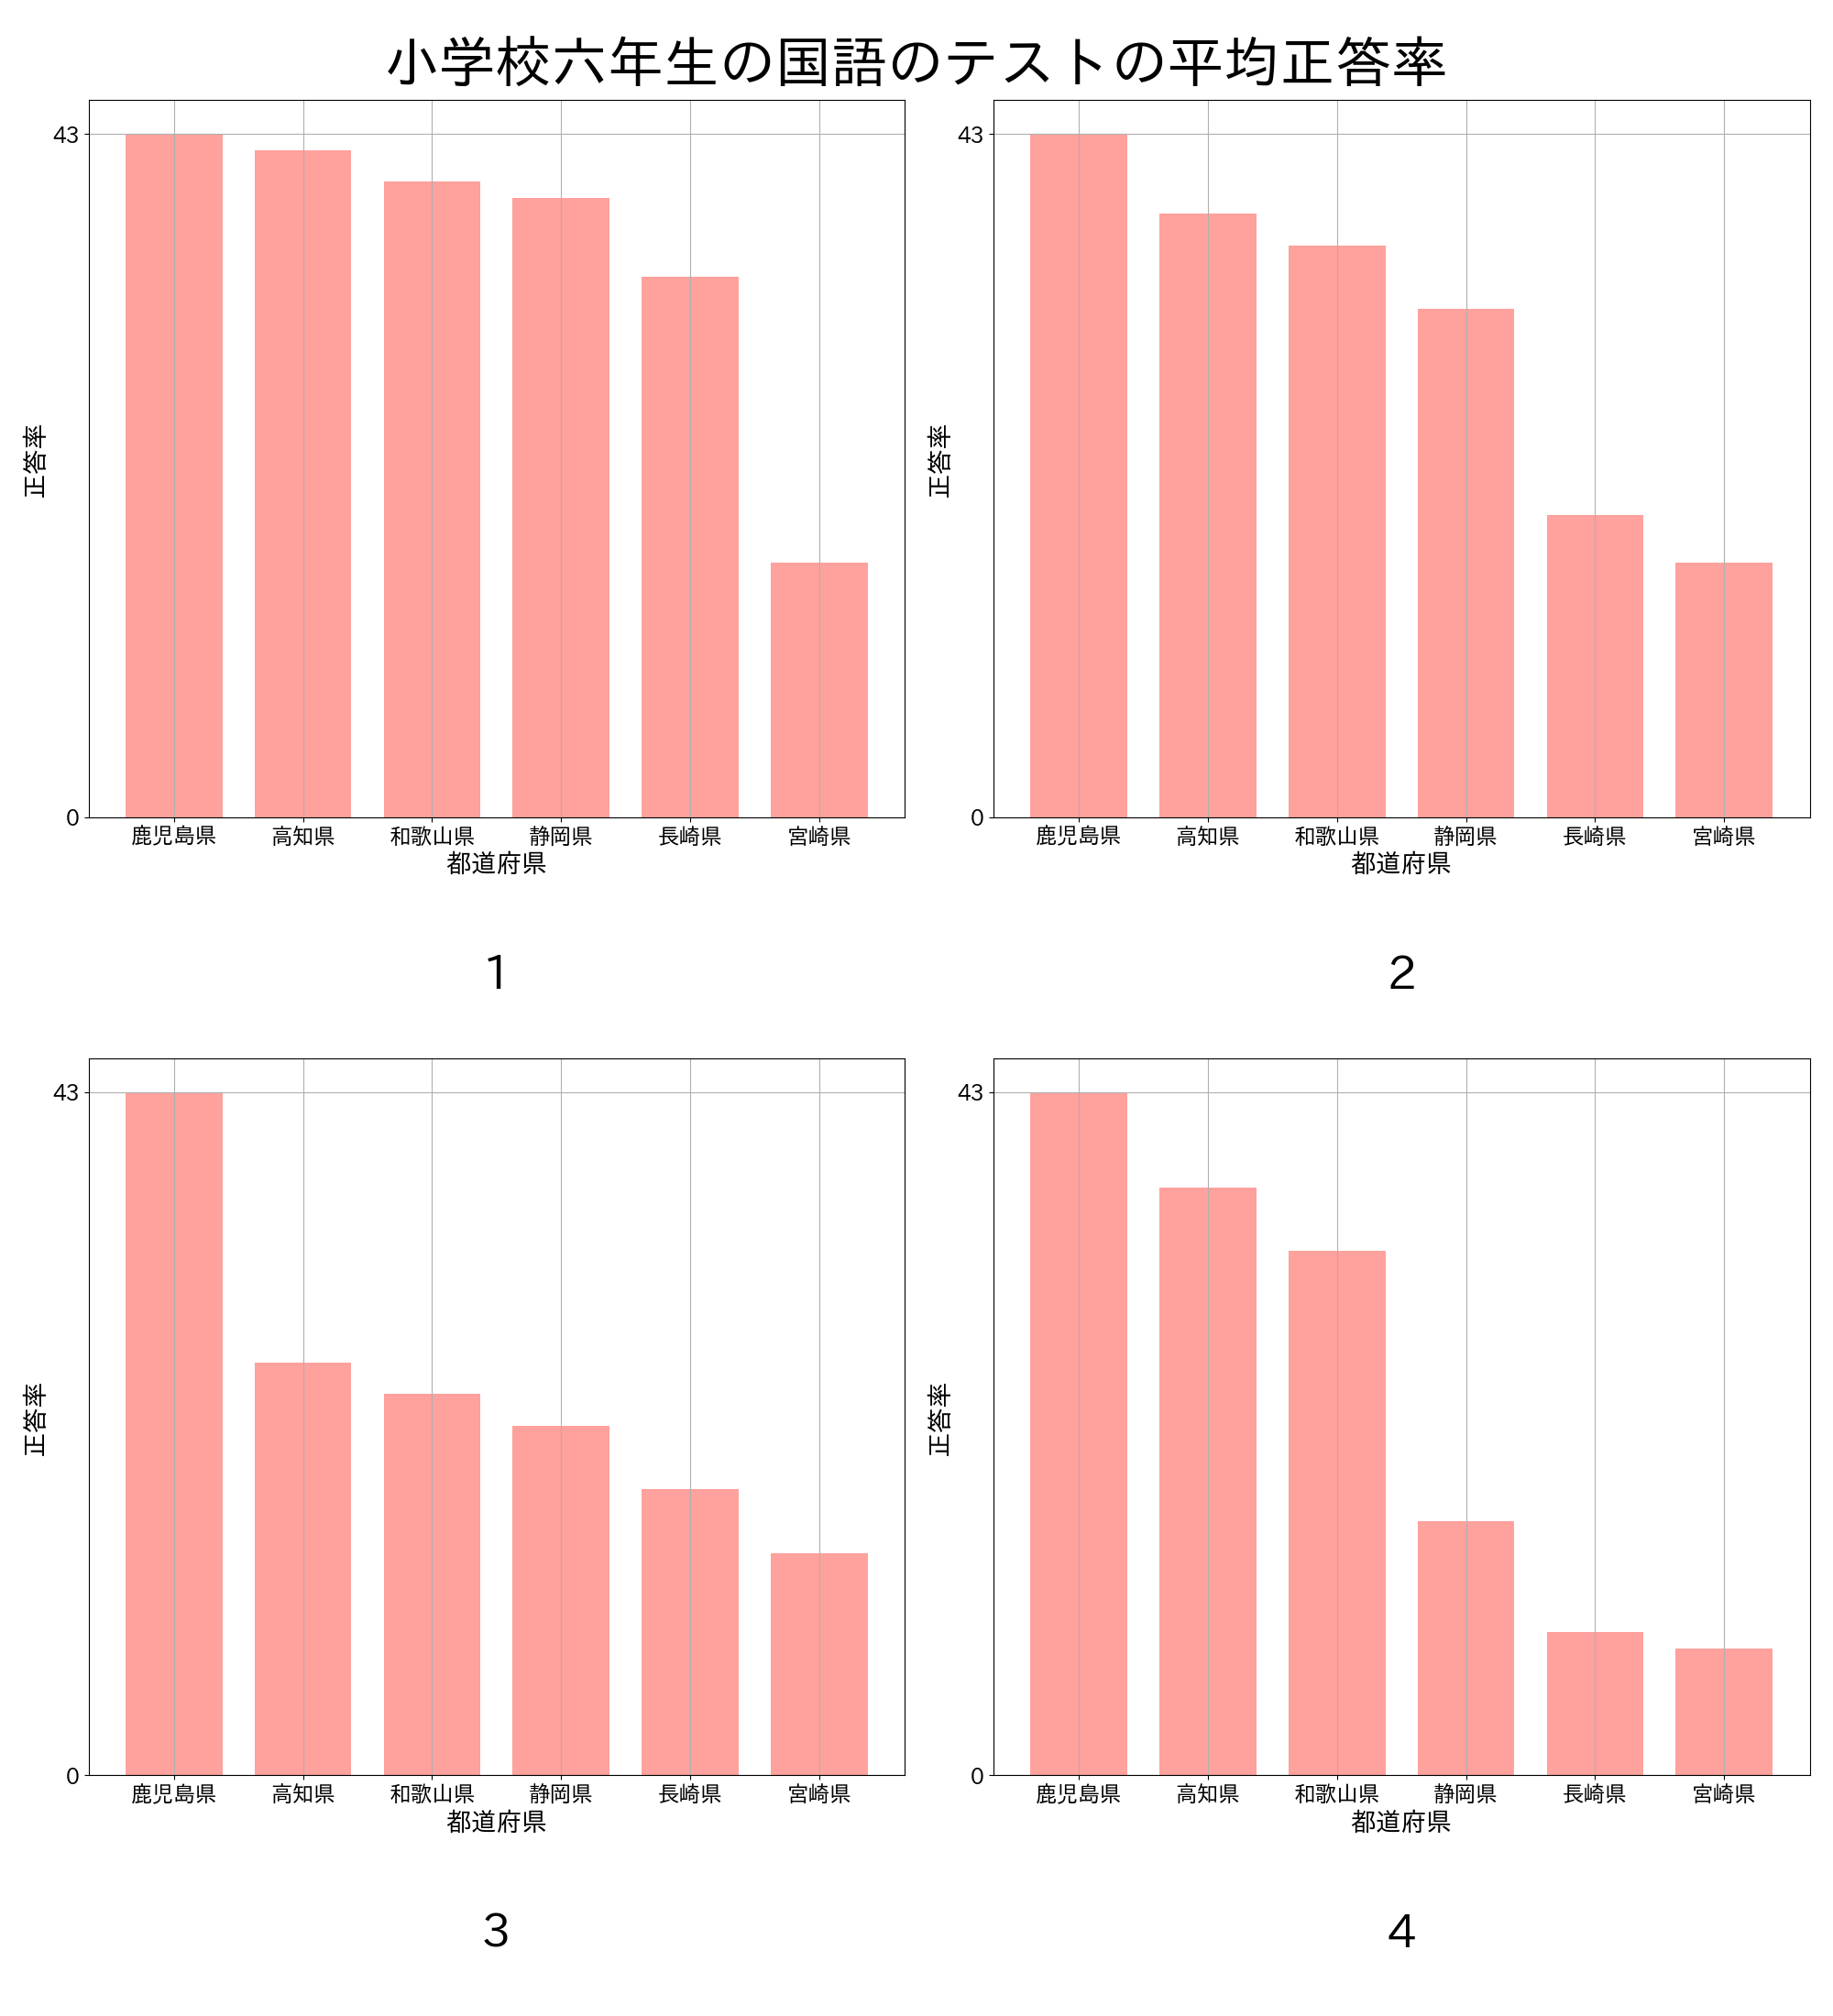 小学校六年生の国語のテストの平均正答率
43
正答率
0
鹿児島県 高知県 和歌山県 静岡県 長崎県 宮崎県
都道府県
1
43
正答率
0
鹿児島県 高知県 和歌山県 静岡県 長崎県 宮崎県
都道府県
2
43
正答率
0
鹿児島県 高知県 和歌山県 静岡県 長崎県 宮崎県
都道府県
3
43
正答率
0
鹿児島県 高知県 和歌山県 静岡県 長崎県 宮崎県
都道府県
4